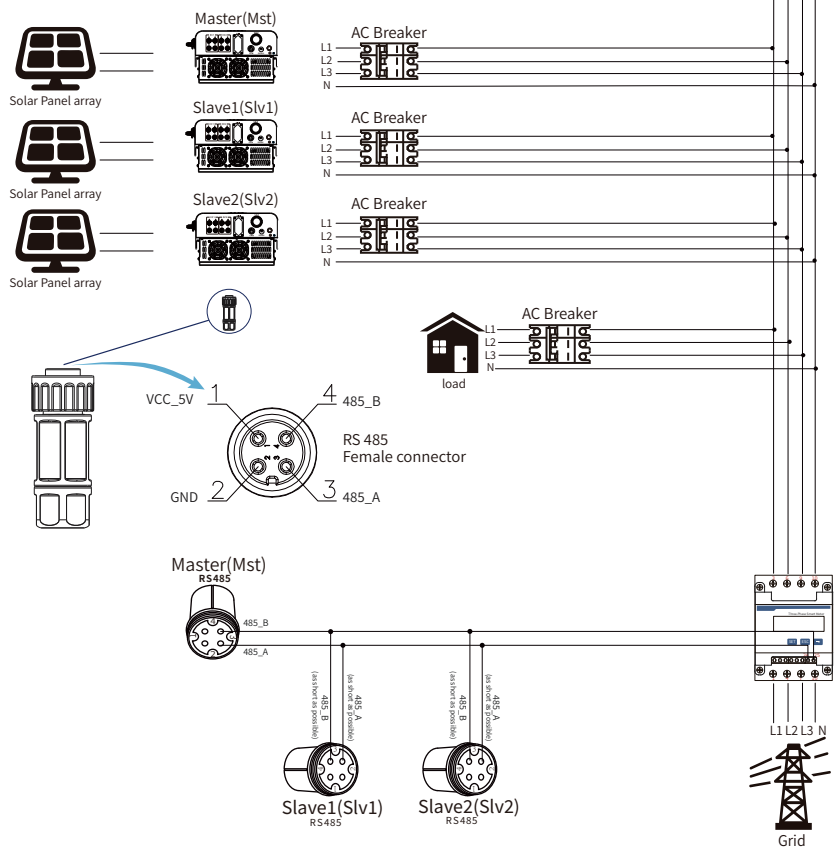 Master(Mst)
AC Breaker
L1
L2
L3
N
Solar Panel array
Slave1(Slv1)
AC Breaker
L1
L2
L3
N
Solar Panel array
Slave2(Slv2)
AC Breaker
L1
L2
L3
N
Solar Panel array
AC Breaker
L1
L2
L3
N
load
VCC_5V
1
4
485_B
RS 485
Female connector
1
4
2
3
GND
2
3
485_A
Master(Mst)
RS485
485_B
485_A
485_B
(as short as possible)
485_A
(as short as possible)
485_B
(as short as possible)
485_A
(as short as possible)
Slave1(Slv1)
RS485
Slave2(Slv2)
RS485
L1 L2 L3 N
Grid